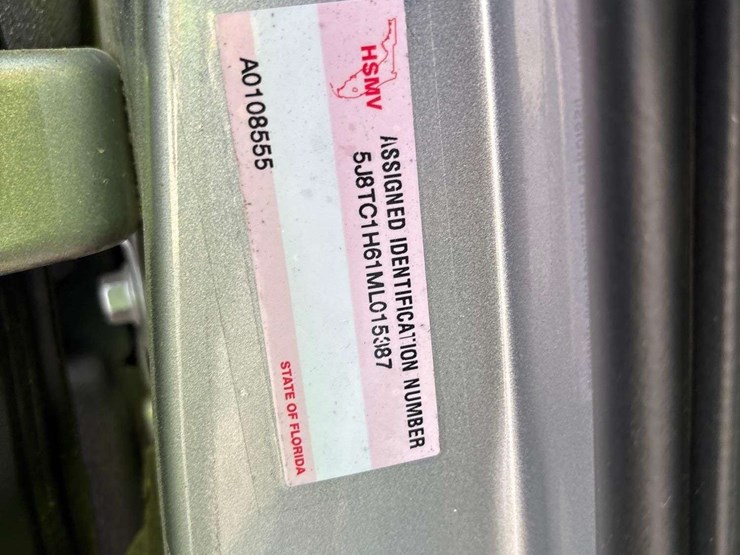 HSMV
ASSIGNED IDENTIFICATION NUMBER
5J8TC1H61ML015387
A0108555
STATE OF FLORIDA